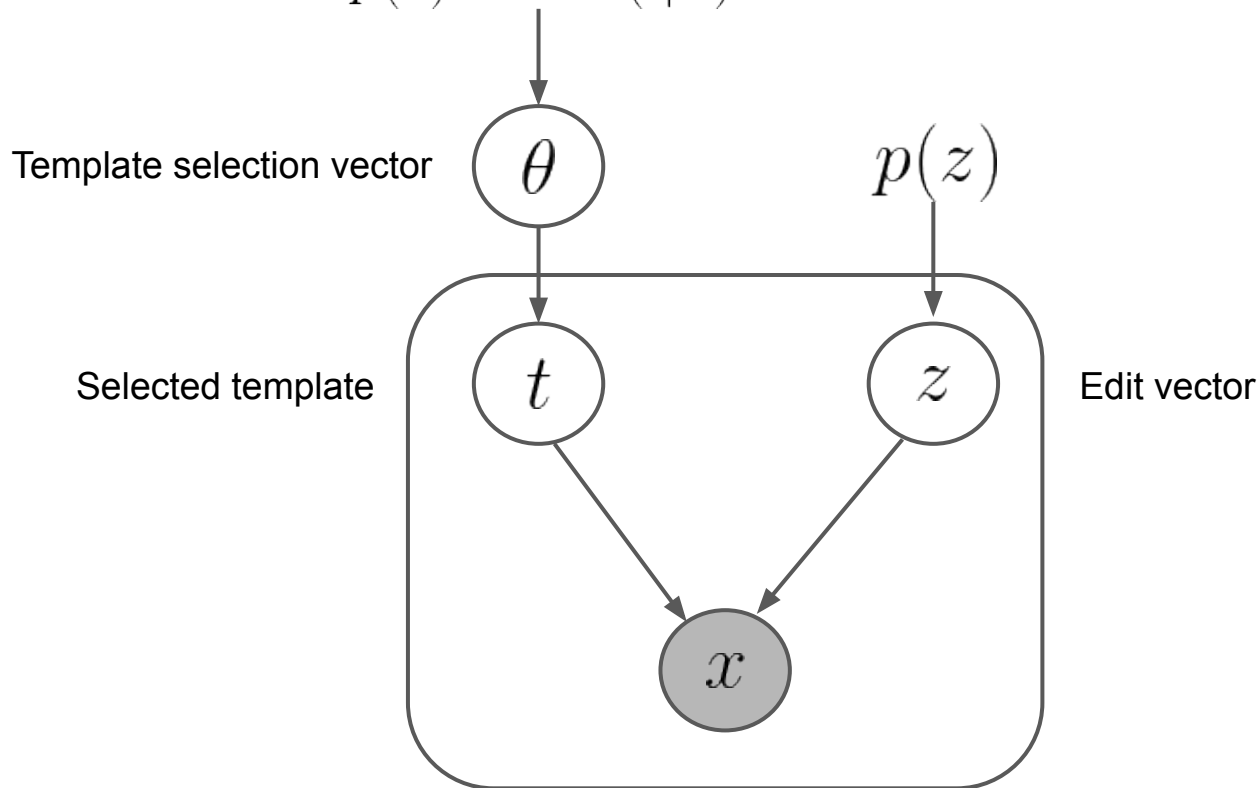 Template selection vector
θ
p(z)
Selected template
t
z
Edit vector
x